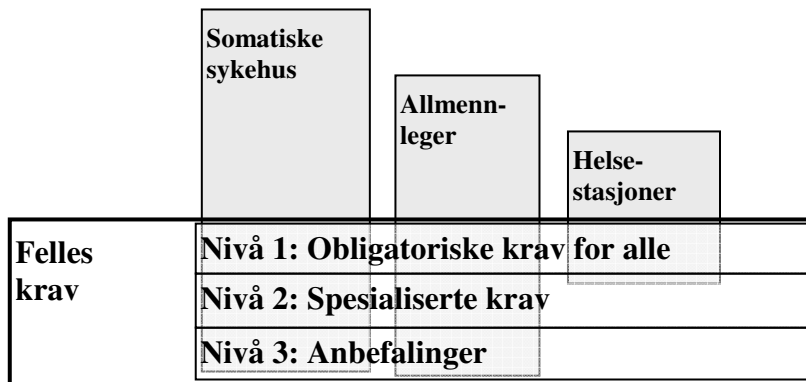 Somatiske
sykehus
Allmenn-
leger
Helse-
stasjoner
Felles
krav
Nivå 1: Obligatoriske krav for alle
Nivå 2: Spesialiserte krav
Nivå 3: Anbefalinger